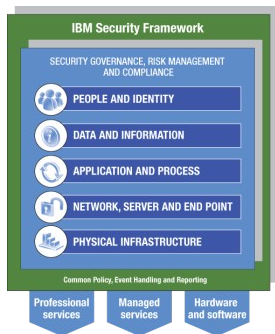 IBM Security Framework
SECURITY GOVERNANCE, RISK MANAGEMENT
AND COMPLIANCE
PEOPLE AND IDENTITY
DATA AND INFORMATION
APPLICATION AND PROCESS
NETWORK, SERVER AND END POINT
PHYSICAL INFRASTRUCTURE
Common Policy, Event Handling and Reporting
Professional
services
Managed
services
Hardware
and software